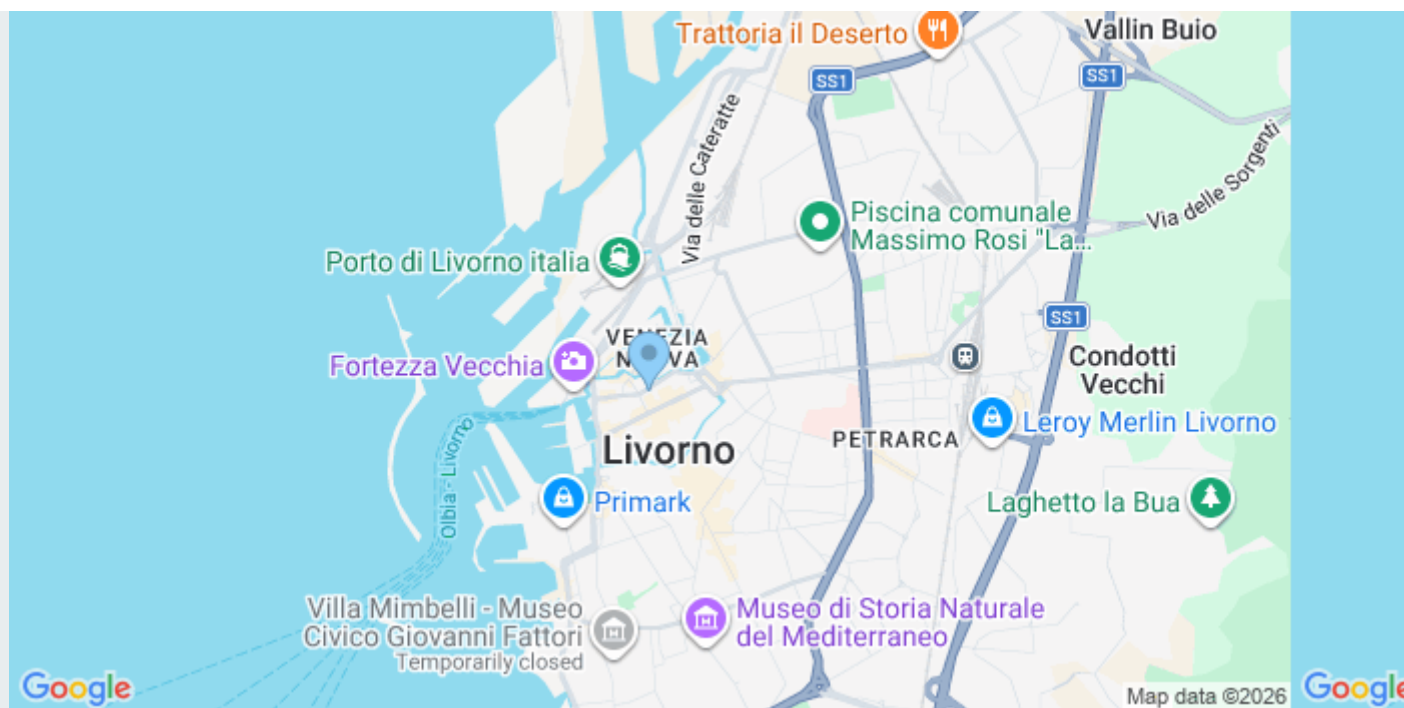 Trattoria il Deserto
Vallin Buio
SS1
SS1
Via delle Cateratte
Via delle Sorgenti
Piscina comunale
Massimo Rosi "La...
Porto di Livorno italia
SS1
VENEZIA
Fortezza Vecchia
Condotti
Vecchi
Leroy Merlin Livorno
PETRARCA
Livorno
Olbia - Livorno
Primark
Laghetto la Bua
Villa Mimbelli - Museo
Civico Giovanni Fattori
Temporarily closed
Museo di Storia Naturale
del Mediterraneo
Google
Map data ©2026
Google